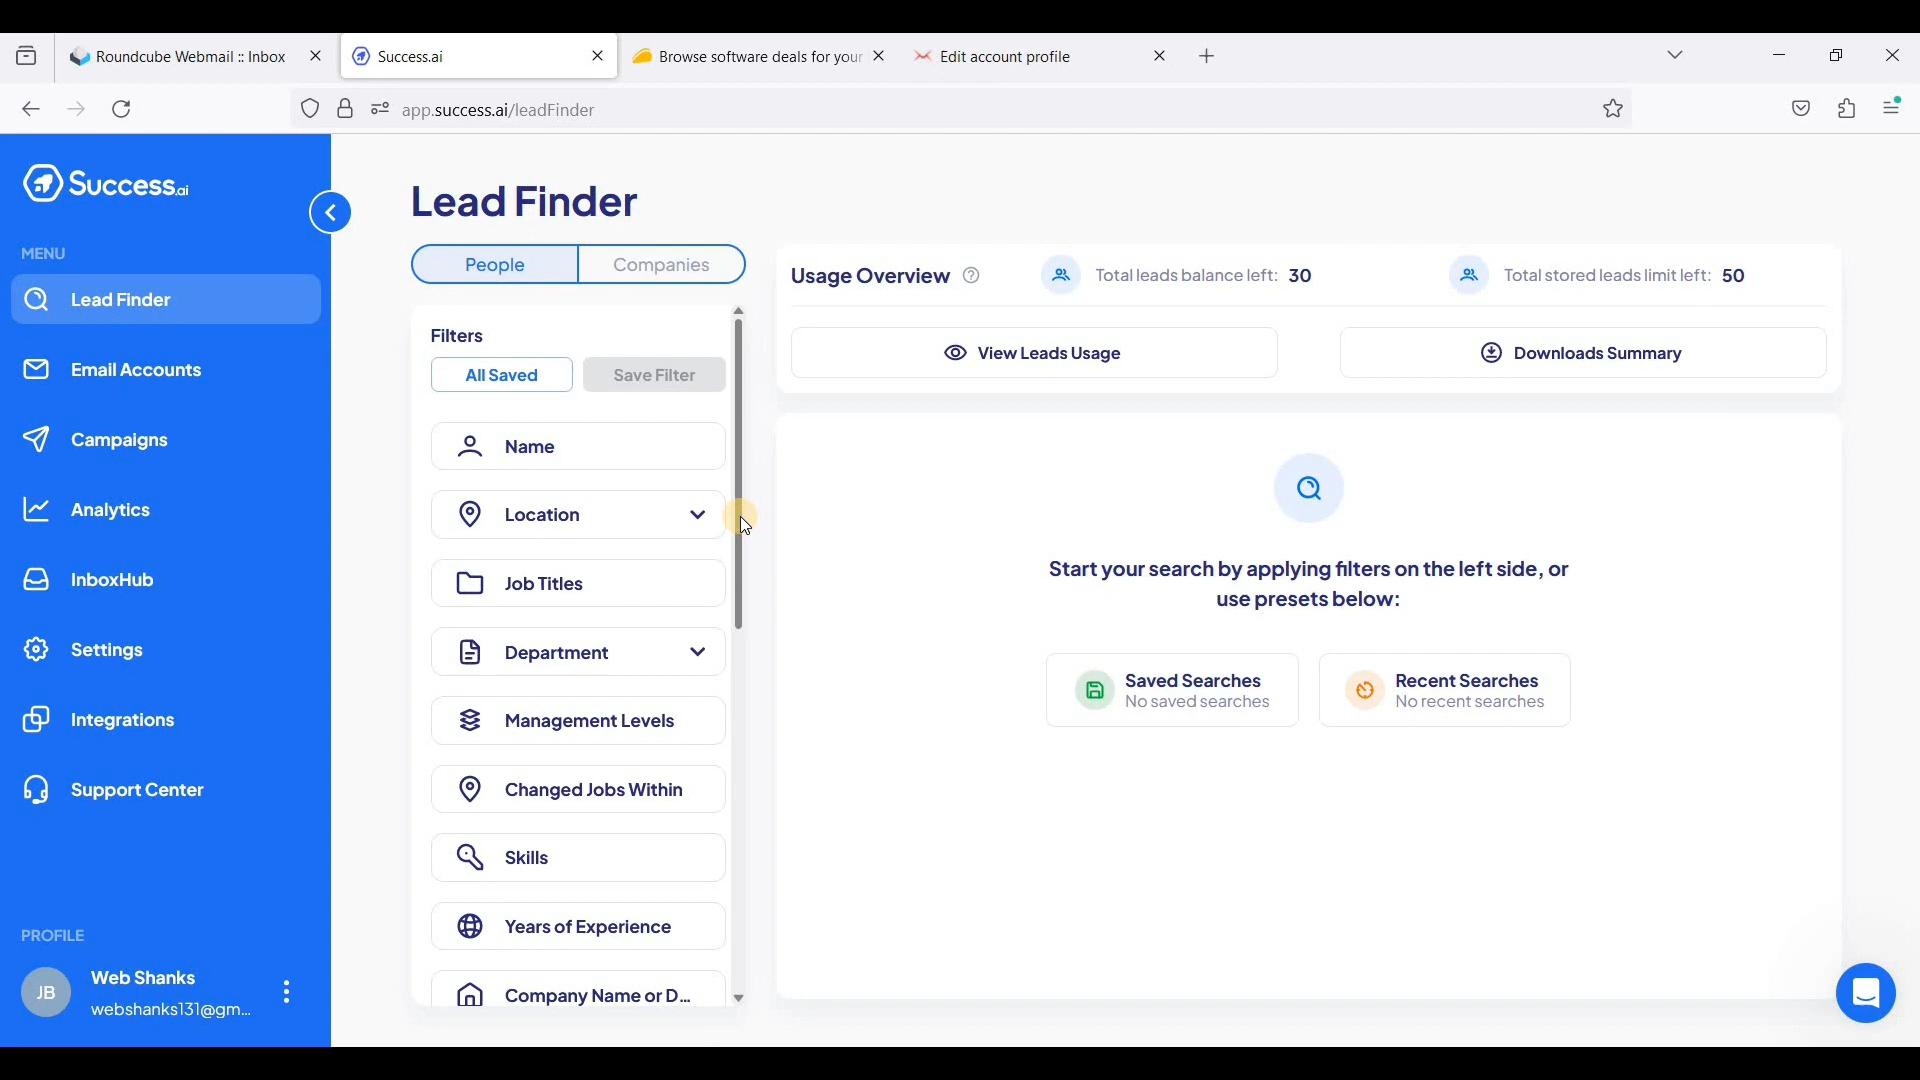 Roundcube Webmail :: Inbox
Success.ai
Browse software deals for your
Edit account profile
app.success.ai/leadFinder
Success.ai
MENU
Lead Finder
Email Accounts
Campaigns
Analytics
InboxHub
Settings
Integrations
Support Center
PROFILE
JB
Web Shanks
webshanks131@gm...
Lead Finder
People
Companies
Filters
All Saved
Save Filter
Name
Location
Job Titles
Department
Management Levels
Changed Jobs Within
Skills
Years of Experience
Company Name or D...
Usage Overview
Total leads balance left: 30
Total stored leads limit left: 50
View Leads Usage
Downloads Summary
Start your search by applying filters on the left side, or
use presets below:
Saved Searches
No saved searches
Recent Searches
No recent searches